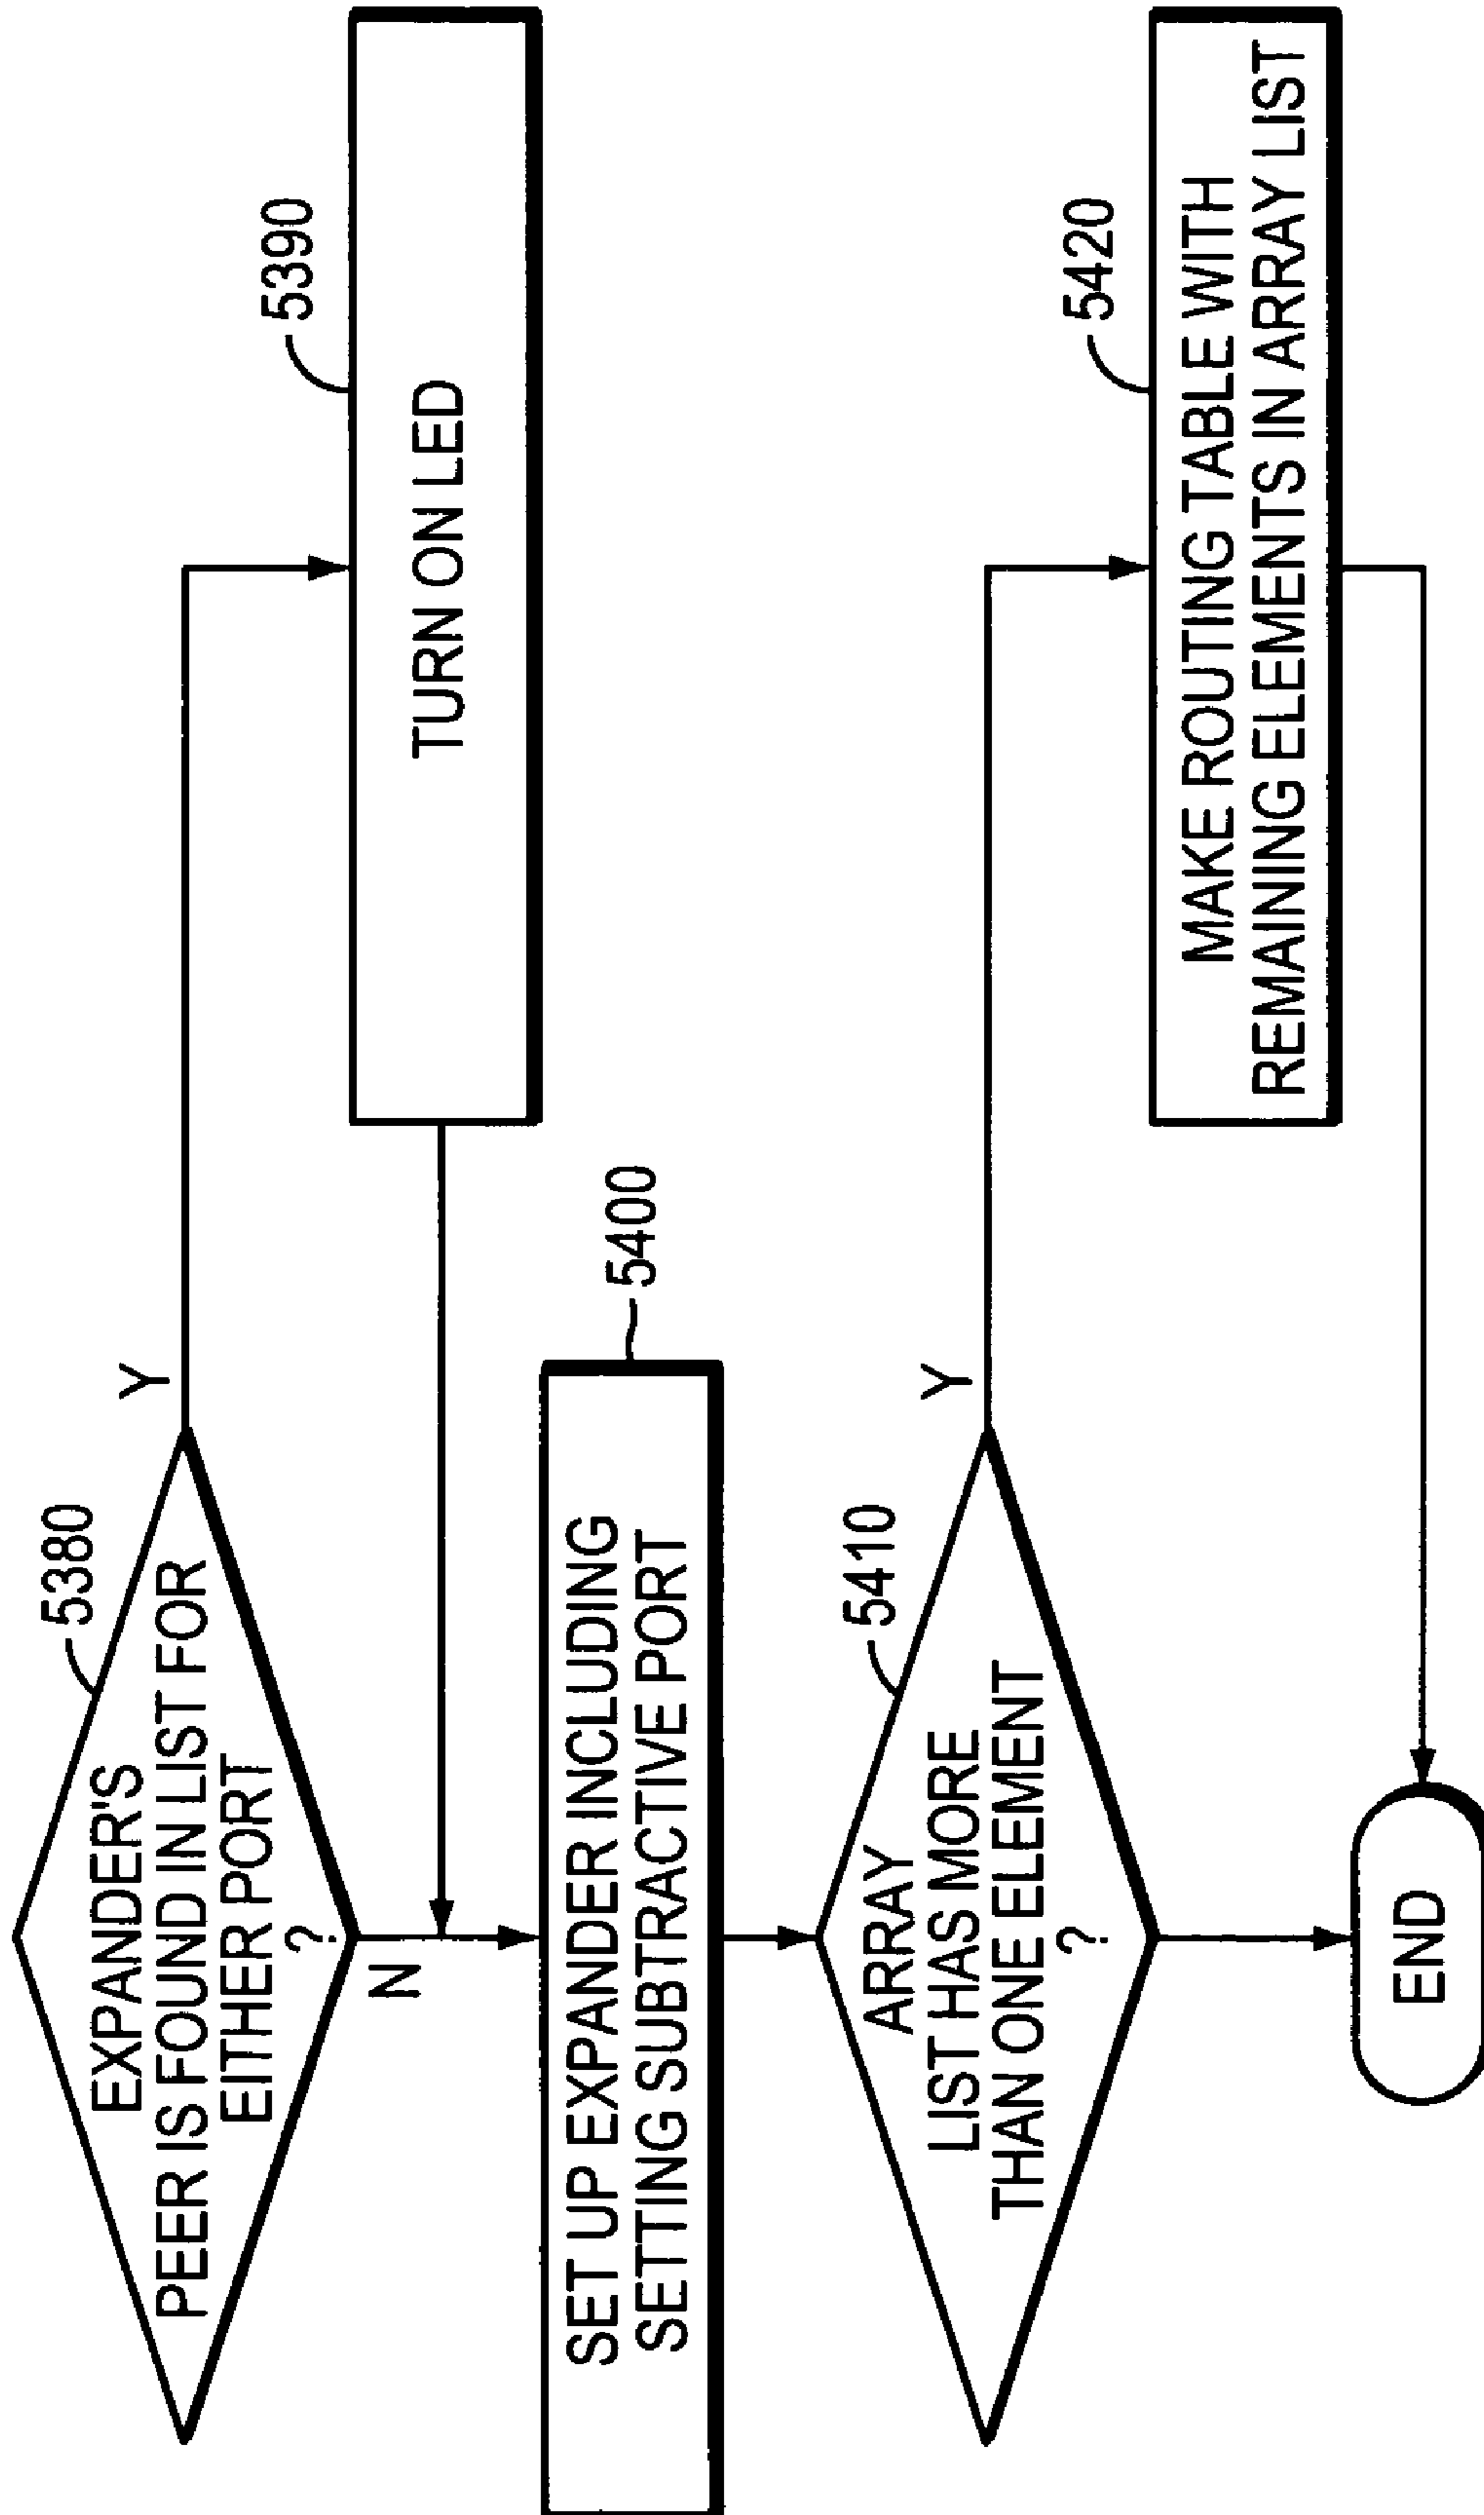 5380
EXPANDER'S
PEER IS FOUND IN LIST FOR
EITHER PORT
?
Y
N
5390
TURN ON LED
5400
SET UP EXPANDER INCLUDING
SETTING SUBTRACTIVE PORT
5410
ARRAY
LIST HAS MORE
THAN ONE ELEMENT
?
Y
5420
MAKE ROUTING TABLE WITH
REMAINING ELEMENTS IN ARRAY LIST
END